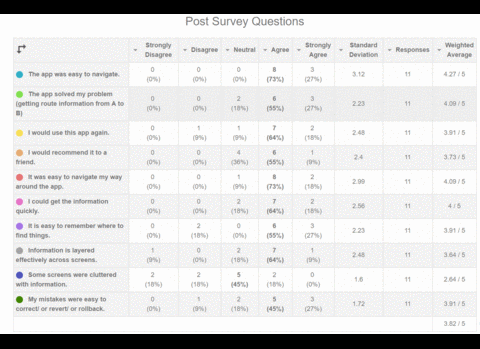 Post Survey Questions
Strongly Disagree Disagree Neutral Agree Strongly Agree Standard Deviation Responses Weighted Average
The app was easy to navigate. 0 (0%) 0 (0%) 0 (0%) 8 (73%) 3 (27%) 3.12 11 4.27 / 5
The app solved my problem (getting route information from A to B) 0 (0%) 0 (0%) 2 (18%) 6 (55%) 3 (27%) 2.23 11 4.09 / 5
I would use this app again. 0 (0%) 1 (9%) 1 (9%) 7 (64%) 2 (18%) 2.48 11 3.91 / 5
I would recommend it to a friend. 0 (0%) 0 (0%) 4 (36%) 6 (55%) 1 (9%) 2.4 11 3.73 / 5
It was easy to navigate my way around the app. 0 (0%) 0 (0%) 1 (9%) 8 (73%) 2 (18%) 2.99 11 4.09 / 5
I could get the information quickly. 0 (0%) 0 (0%) 2 (18%) 7 (64%) 2 (18%) 2.56 11 4 / 5
It is easy to remember where to find things. 0 (0%) 2 (18%) 0 (0%) 6 (55%) 3 (27%) 2.23 11 3.91 / 5
Information is layered effectively across screens. 1 (9%) 0 (0%) 2 (18%) 7 (64%) 1 (9%) 2.48 11 3.64 / 5
Some screens were cluttered with information. 2 (18%) 2 (18%) 5 (45%) 2 (18%) 0 (0%) 1.6 11 2.64 / 5
My mistakes were easy to correct/ or revert/ or rollback. 0 (0%) 1 (9%) 2 (18%) 5 (45%) 3 (27%) 1.72 11 3.91 / 5
3.82 / 5